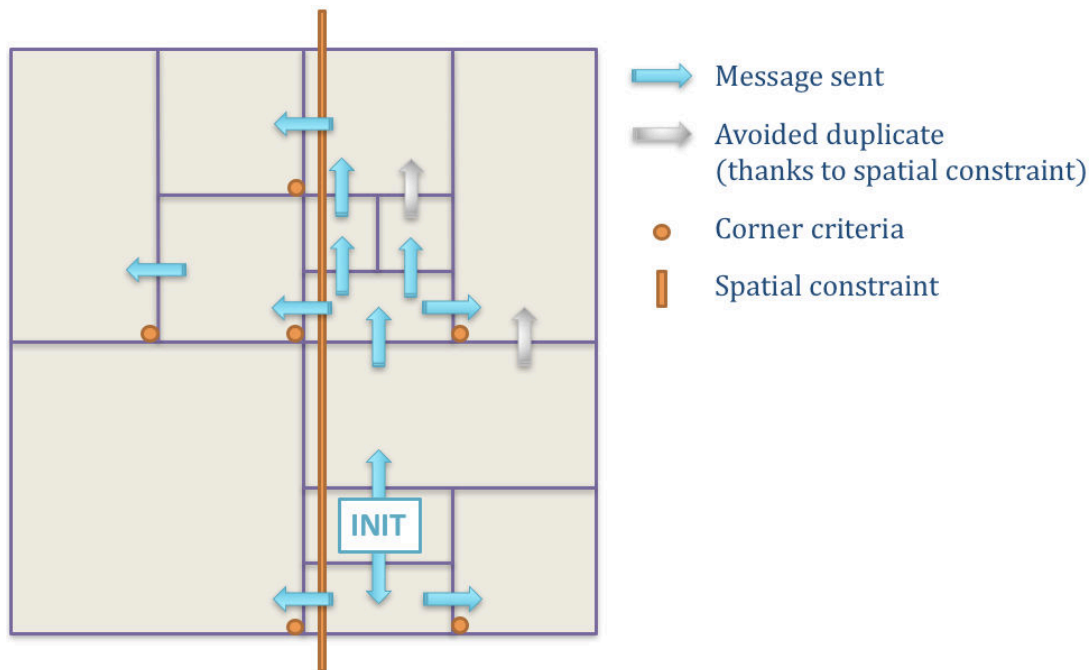 Message sent
Avoided duplicate
(thanks to spatial constraint)
Corner criteria
Spatial constraint
INIT